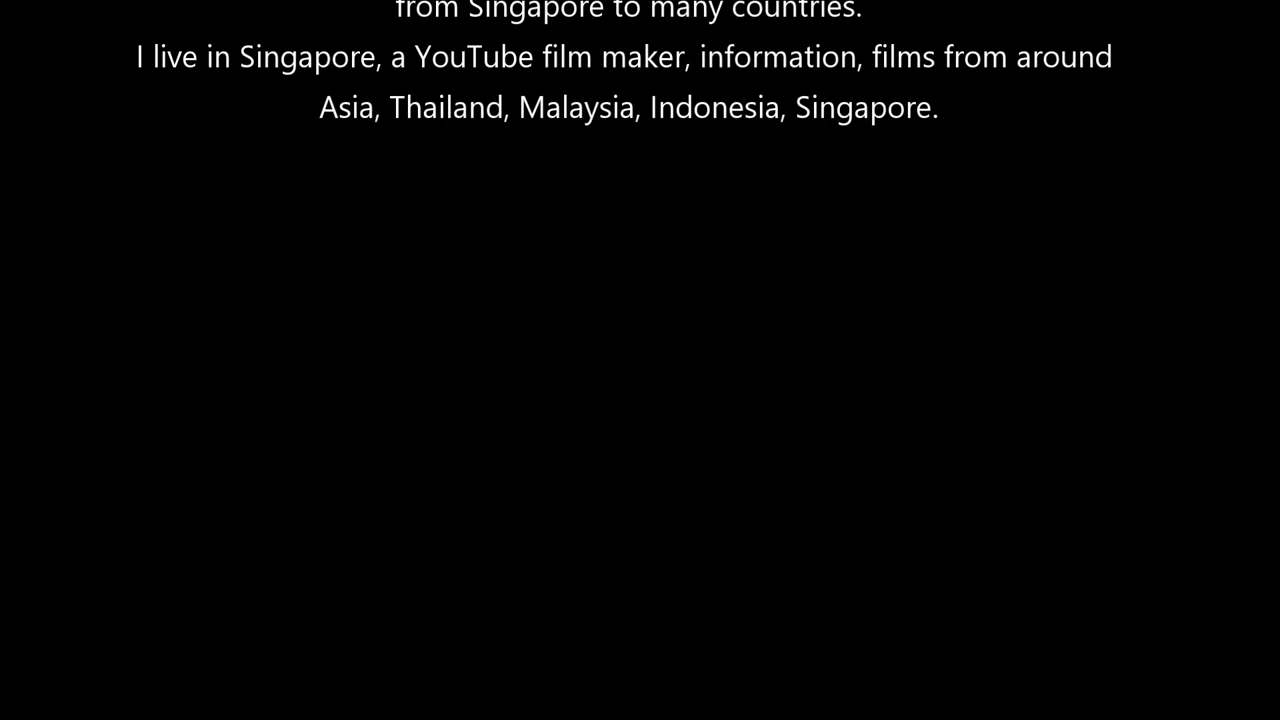 from Singapore to many countries.
I live in Singapore, a YouTube film maker, information, films from around
Asia, Thailand, Malaysia, Indonesia, Singapore.